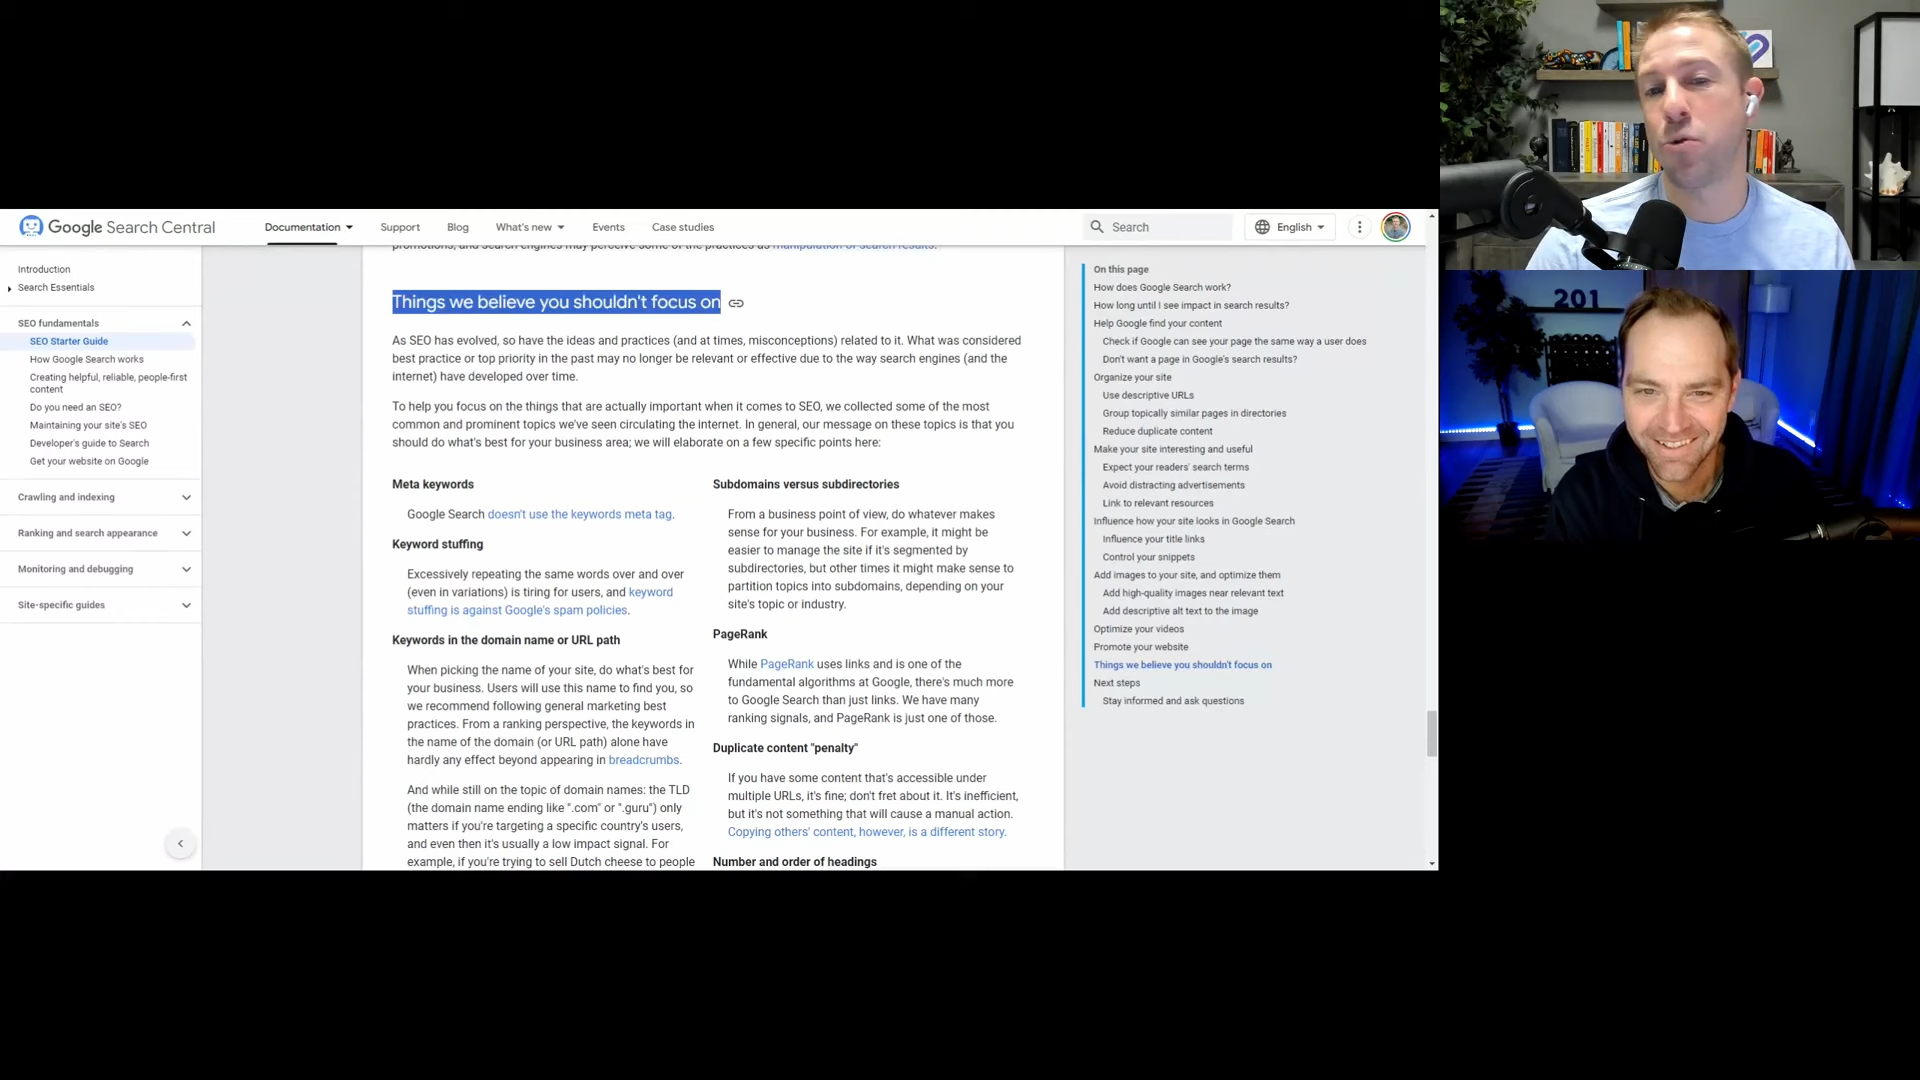 Google Search Central
Documentation
Support
Blog
What's new
Events
Case studies
Search
English
Introduction
Search Essentials
SEO fundamentals
SEO Starter Guide
How Google Search works
Creating helpful, reliable, people-first
content
Do you need an SEO?
Maintaining your site's SEO
Developer's guide to Search
Get your website on Google
Crawling and indexing
Ranking and search appearance
Monitoring and debugging
Site-specific guides
promotions, and search engines may perceive some of the practices as manipulation of search results.
Things we believe you shouldn't focus on
As SEO has evolved, so have the ideas and practices (and at times, misconceptions) related to it. What was considered
best practice or top priority in the past may no longer be relevant or effective due to the way search engines (and the
internet) have developed over time.
To help you focus on the things that are actually important when it comes to SEO, we collected some of the most
common and prominent topics we've seen circulating the internet. In general, our message on these topics is that you
should do what's best for your business area; we will elaborate on a few specific points here:
Meta keywords
Google Search doesn't use the keywords meta tag.
Keyword stuffing
Excessively repeating the same words over and over
(even in variations) is tiring for users, and keyword
stuffing is against Google's spam policies.
Keywords in the domain name or URL path
When picking the name of your site, do what's best for
your business. Users will use this name to find you, so
we recommend following general marketing best
practices. From a ranking perspective, the keywords in
the name of the domain (or URL path) alone have
hardly any effect beyond appearing in breadcrumbs.
And while still on the topic of domain names: the TLD
(the domain name ending like ".com" or ".guru") only
matters if you're targeting a specific country's users,
and even then it's usually a low impact signal. For
example, if you're trying to sell Dutch cheese to people
Subdomains versus subdirectories
From a business point of view, do whatever makes
sense for your business. For example, it might be
easier to manage the site if it's segmented by
subdirectories, but other times it might make sense to
partition topics into subdomains, depending on your
site's topic or industry.
PageRank
While PageRank uses links and is one of the
fundamental algorithms at Google, there's much more
to Google Search than just links. We have many
ranking signals, and PageRank is just one of those.
Duplicate content "penalty"
If you have some content that's accessible under
multiple URLs, it's fine; don't fret about it. It's inefficient,
but it's not something that will cause a manual action.
Copying others' content, however, is a different story.
Number and order of headings
On this page
How does Google Search work?
How long until I see impact in search results?
Help Google find your content
Check if Google can see your page the same way a user does
Don't want a page in Google's search results?
Organize your site
Use descriptive URLs
Group topically similar pages in directories
Reduce duplicate content
Make your site interesting and useful
Expect your readers' search terms
Avoid distracting advertisements
Link to relevant resources
Influence how your site looks in Google Search
Influence your title links
Control your snippets
Add images to your site, and optimize them
Add high-quality images near relevant text
Add descriptive alt text to the image
Optimize your videos
Promote your website
Things we believe you shouldn't focus on
Next steps
Stay informed and ask questions
201